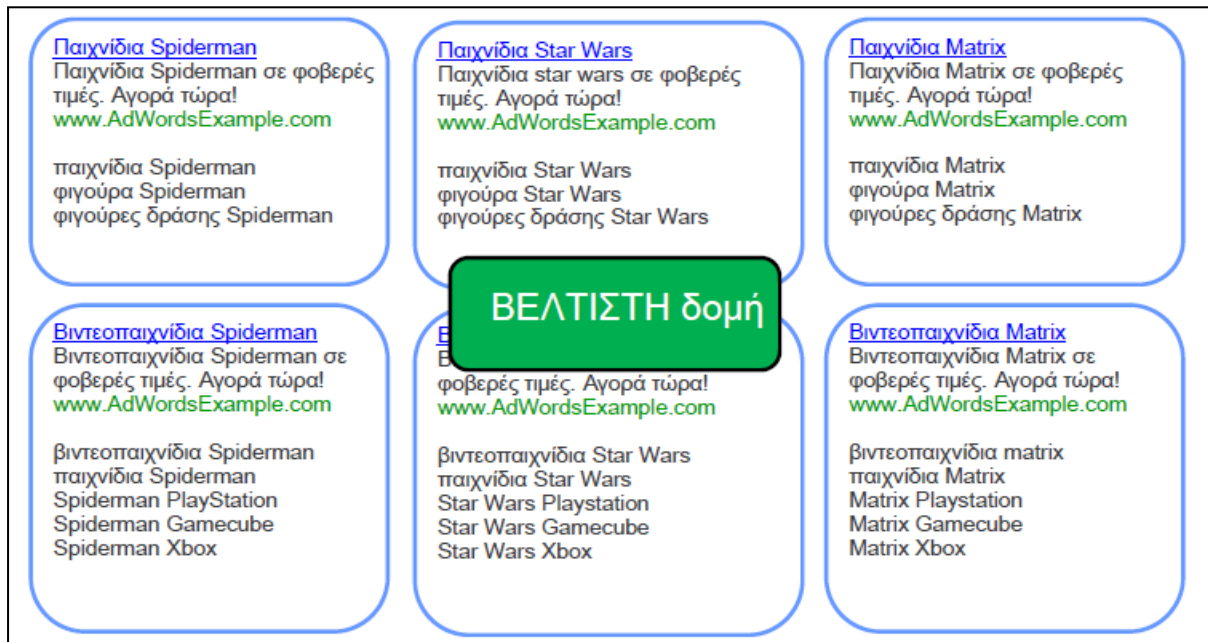 Παιχνίδια Spiderman
Παιχνίδια Spiderman σε φοβερές
τιμές. Αγορά τώρα!
www.AdWordsExample.com
παιχνίδια Spiderman
φιγούρα Spiderman
φιγούρες δράσης Spiderman
Παιχνίδια Star Wars
Παιχνίδια star wars σε φοβερές
τιμές. Αγορά τώρα!
www.AdWordsExample.com
παιχνίδια Star Wars
φιγούρα Star Wars
φιγούρες δράσης Star Wars
Παιχνίδια Matrix
Παιχνίδια Matrix σε φοβερές
τιμές. Αγορά τώρα!
www.AdWordsExample.com
παιχνίδια Matrix
φιγούρα Matrix
φιγούρες δράσης Matrix
ΒΕΛΤΙΣΤΗ δομή
Βιντεοπαιχνίδια Spiderman
Βιντεοπαιχνίδια Spiderman σε
φοβερές τιμές. Αγορά τώρα!
www.AdWordsExample.com
βιντεοπαιχνίδια Spiderman
παιχνίδια Spiderman
Spiderman PlayStation
Spiderman Gamecube
Spiderman Xbox
φοβερές τιμές. Αγορά τώρα!
www.AdWordsExample.com
βιντεοπαιχνίδια Star Wars
παιχνίδια Star Wars
Star Wars Playstation
Star Wars Gamecube
Star Wars Xbox
Βιντεοπαιχνίδια Matrix
Βιντεοπαιχνίδια Matrix σε
φοβερές τιμές. Αγορά τώρα!
www.AdWordsExample.com
βιντεοπαιχνίδια matrix
παιχνίδια Matrix
Matrix Playstation
Matrix Gamecube
Matrix Xbox